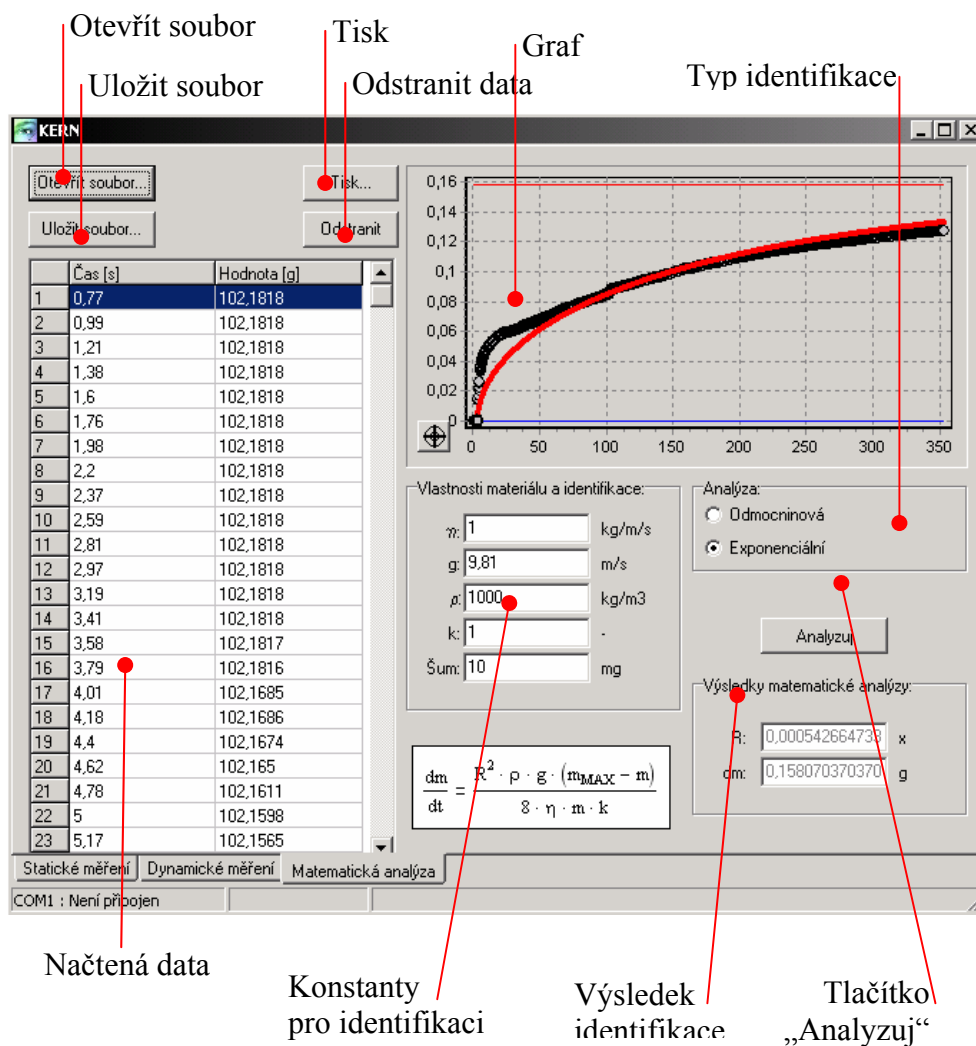 Otevřít soubor
Tisk
Graf
Uložit soubor
Odstranit data
Typ identifikace
KERN
Otevřít soubor...
Tisk...
Uložit soubor...
Odstranit
Čas [s] Hodnota [g]
1 0,77 102,1818
2 0,99 102,1818
3 1,21 102,1818
4 1,38 102,1818
5 1,6 102,1818
6 1,76 102,1818
7 1,98 102,1818
8 2,2 102,1818
9 2,37 102,1818
10 2,59 102,1818
11 2,81 102,1818
12 2,97 102,1818
13 3,19 102,1818
14 3,41 102,1818
15 3,58 102,1817
16 3,79 102,1816
17 4,01 102,1685
18 4,18 102,1686
19 4,4 102,1674
20 4,62 102,165
21 4,78 102,1611
22 5 102,1598
23 5,17 102,1565
0,16
0,14
0,12
0,1
0,08
0,06
0,04
0,02
0
0 50 100 150 200 250 300 350
Vlastnosti materiálu a identifikace:
η: 1 kg/m/s
g: 9,81 m/s
ρ: 1000 kg/m3
k: 1 -
Šum: 10 mg
Analýza:
Odmocninová
Exponenciální
Analyzuj
Výsledky matematické analýzy:
R: 0,000542664733 x
dm: 0,158070370370 g
dm/dt = R² · ρ · g · (mMAX − m) / 8 · η · m · k
Statické měření Dynamické měření Matematická analýza
COM1 : Není připojen
Načtená data
Konstanty
pro identifikaci
Výsledek
identifikace
Tlačítko
„Analyzuj“